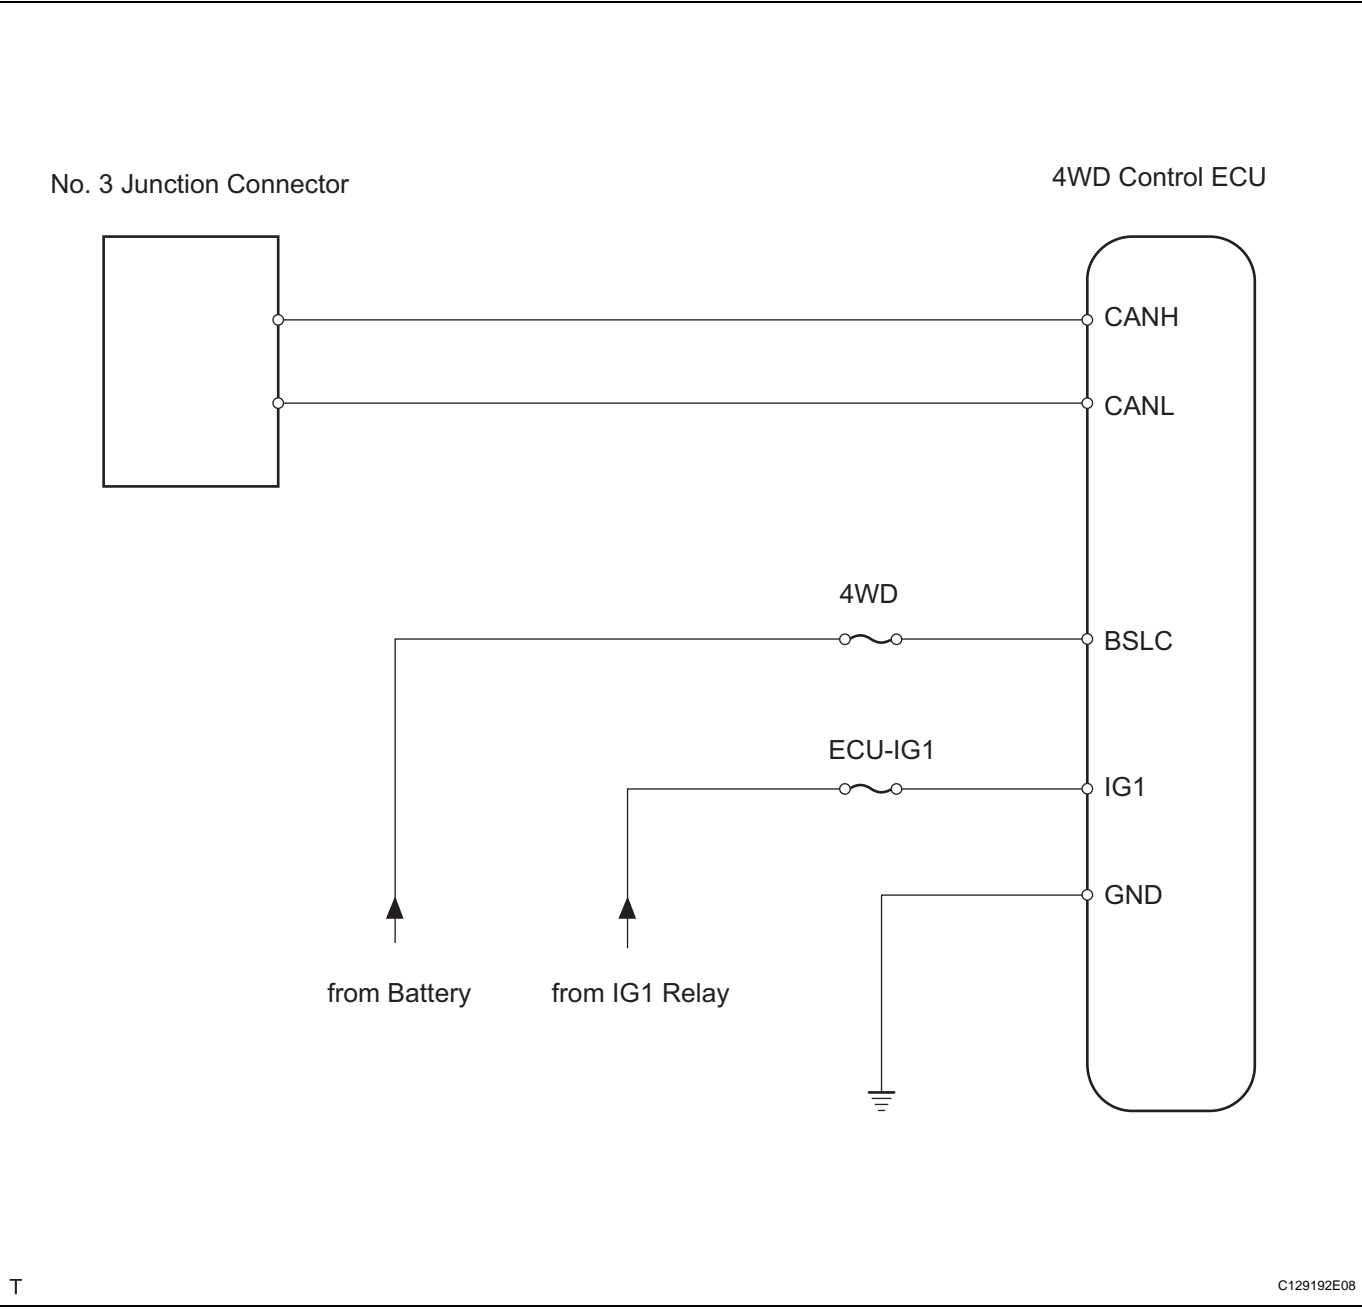 No. 3 Junction Connector
4WD Control ECU
CANH
CANL
4WD
BSLC
ECU-IG1
IG1
GND
from Battery
from IG1 Relay
T
C129192E08